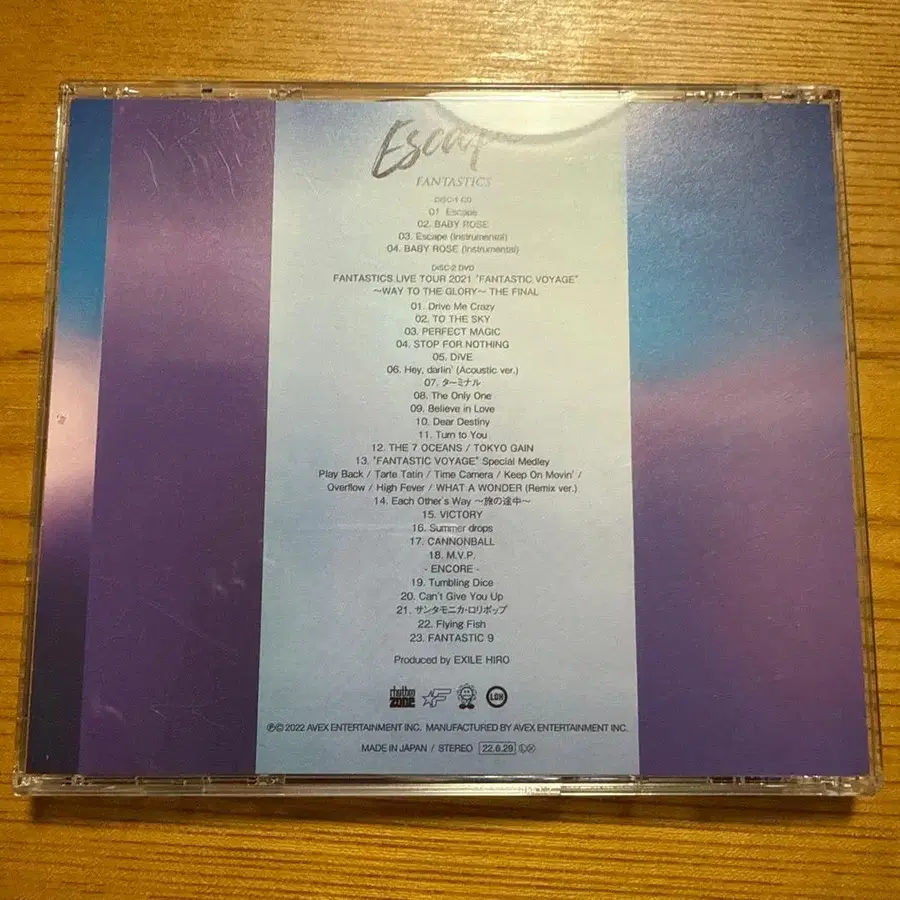 Escape
FANTASTICS
DISC-1 CD
01. Escape
02. BABY ROSE
03. Escape (Instrumental)
04. BABY ROSE (Instrumental)
DISC-2 DVD
FANTASTICS LIVE TOUR 2021 "FANTASTIC VOYAGE"
～WAY TO THE GLORY～ THE FINAL
01. Drive Me Crazy
02. TO THE SKY
03. PERFECT MAGIC
04. STOP FOR NOTHING
05. DiVE
06. Hey, darlin' (Acoustic ver.)
07. ターミナル
08. The Only One
09. Believe in Love
10. Dear Destiny
11. Turn to You
12. THE 7 OCEANS / TOKYO GAIN
13. "FANTASTIC VOYAGE" Special Medley
Play Back / Tarte Tatin / Time Camera / Keep On Movin' /
Overflow / High Fever / WHAT A WONDER (Remix ver.)
14. Each Other's Way ～旅の途中～
15. VICTORY
16. Summer drops
17. CANNONBALL
18. M.V.P.
- ENCORE -
19. Tumbling Dice
20. Can't Give You Up
21. サンタモニカ・ロリポップ
22. Flying Fish
23. FANTASTIC 9
Produced by EXILE HIRO
rhythm zone
F
LDH
Ⓟ©2022 AVEX ENTERTAINMENT INC. MANUFACTURED BY AVEX ENTERTAINMENT INC.
MADE IN JAPAN / STEREO 22.6.29 Ⓛⓧ